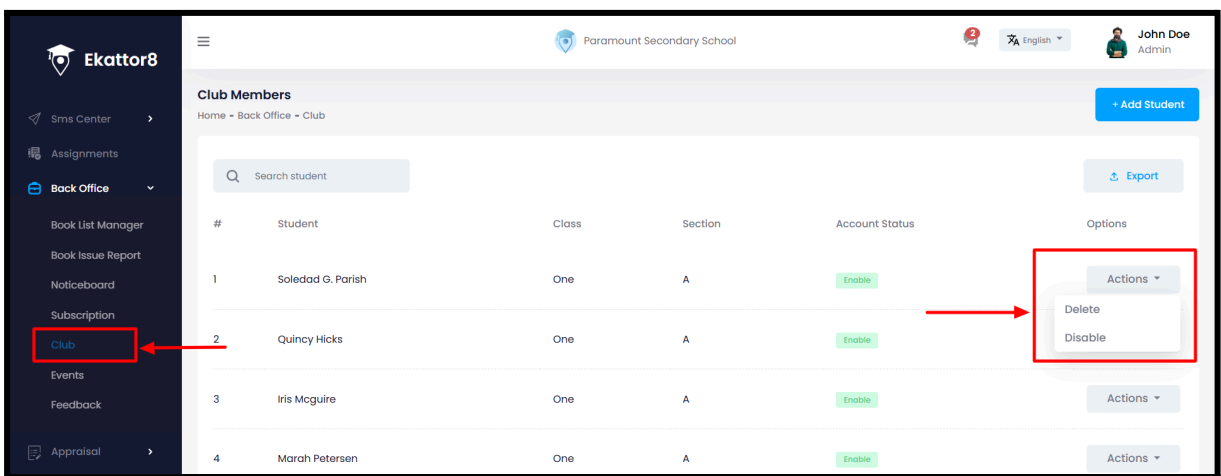 Ekattor8
Sms Center
Assignments
Back Office
Book List Manager
Book Issue Report
Noticeboard
Subscription
Club
Events
Feedback
Appraisal
Paramount Secondary School
2
English
John Doe
Admin
Club Members
Home - Back Office - Club
+ Add Student
Search student
Export
# Student Class Section Account Status Options
1 Soledad G. Parish One A Enable Actions
Delete
Disable
2 Quincy Hicks One A Enable
3 Iris Mcguire One A Enable Actions
4 Marah Petersen One A Enable Actions